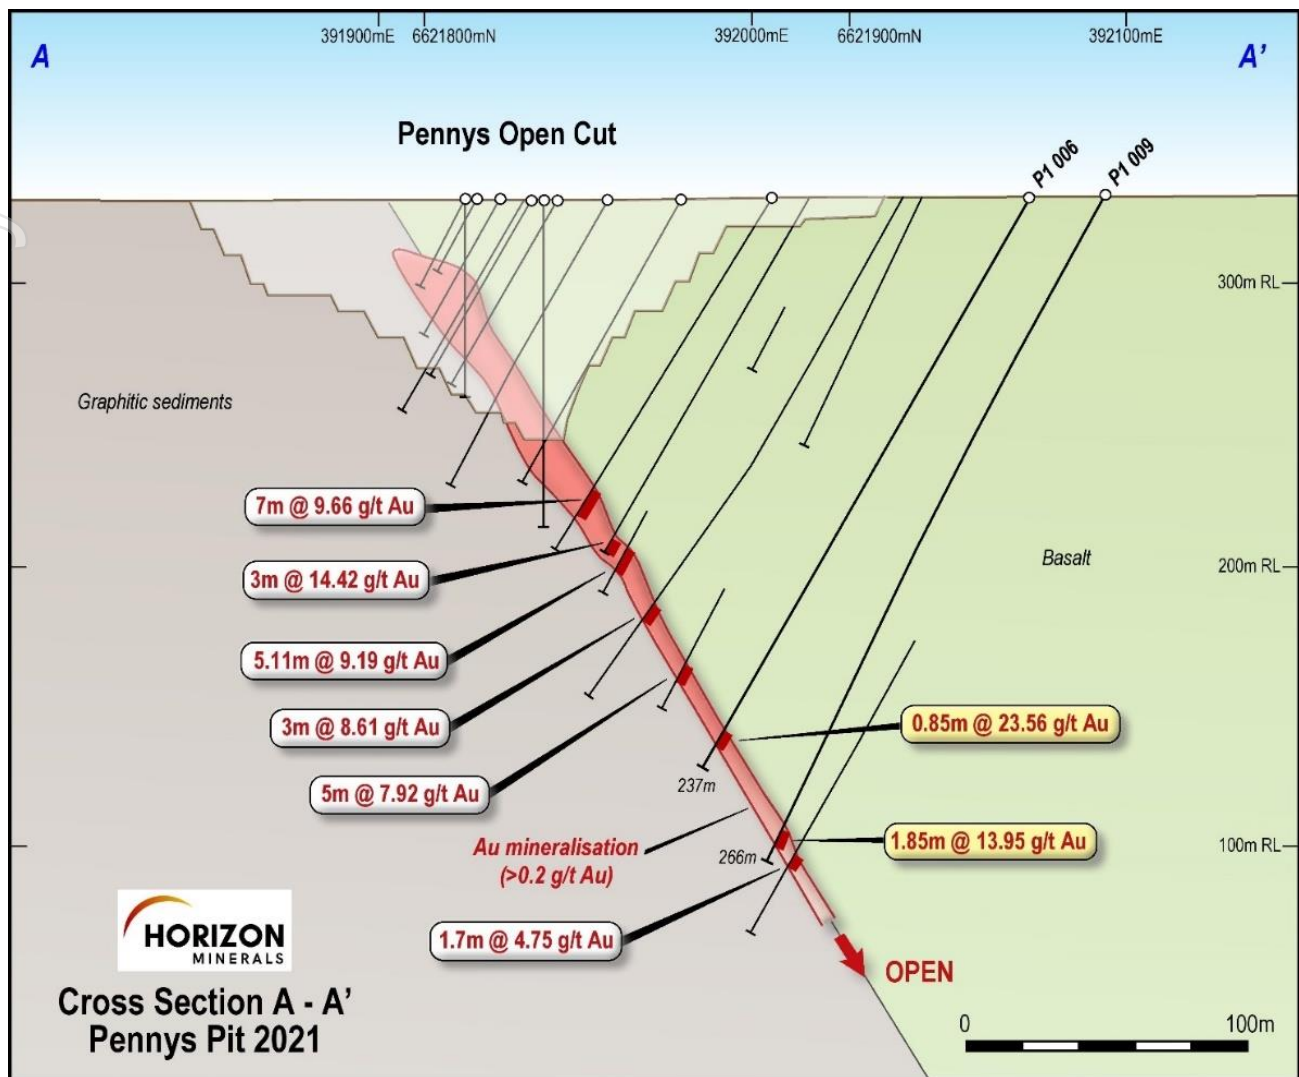 391900mE
6621800mN
392000mE
6621900mN
392100mE
A
A'
Pennys Open Cut
P1 006
P1 009
300m RL
Graphitic sediments
7m @ 9.66 g/t Au
3m @ 14.42 g/t Au
Basalt
200m RL
5.11m @ 9.19 g/t Au
3m @ 8.61 g/t Au
0.85m @ 23.56 g/t Au
5m @ 7.92 g/t Au
237m
Au mineralisation
(>0.2 g/t Au)
266m
1.85m @ 13.95 g/t Au
100m RL
1.7m @ 4.75 g/t Au
OPEN
HORIZON
MINERALS
Cross Section A - A'
Pennys Pit 2021
0
100m